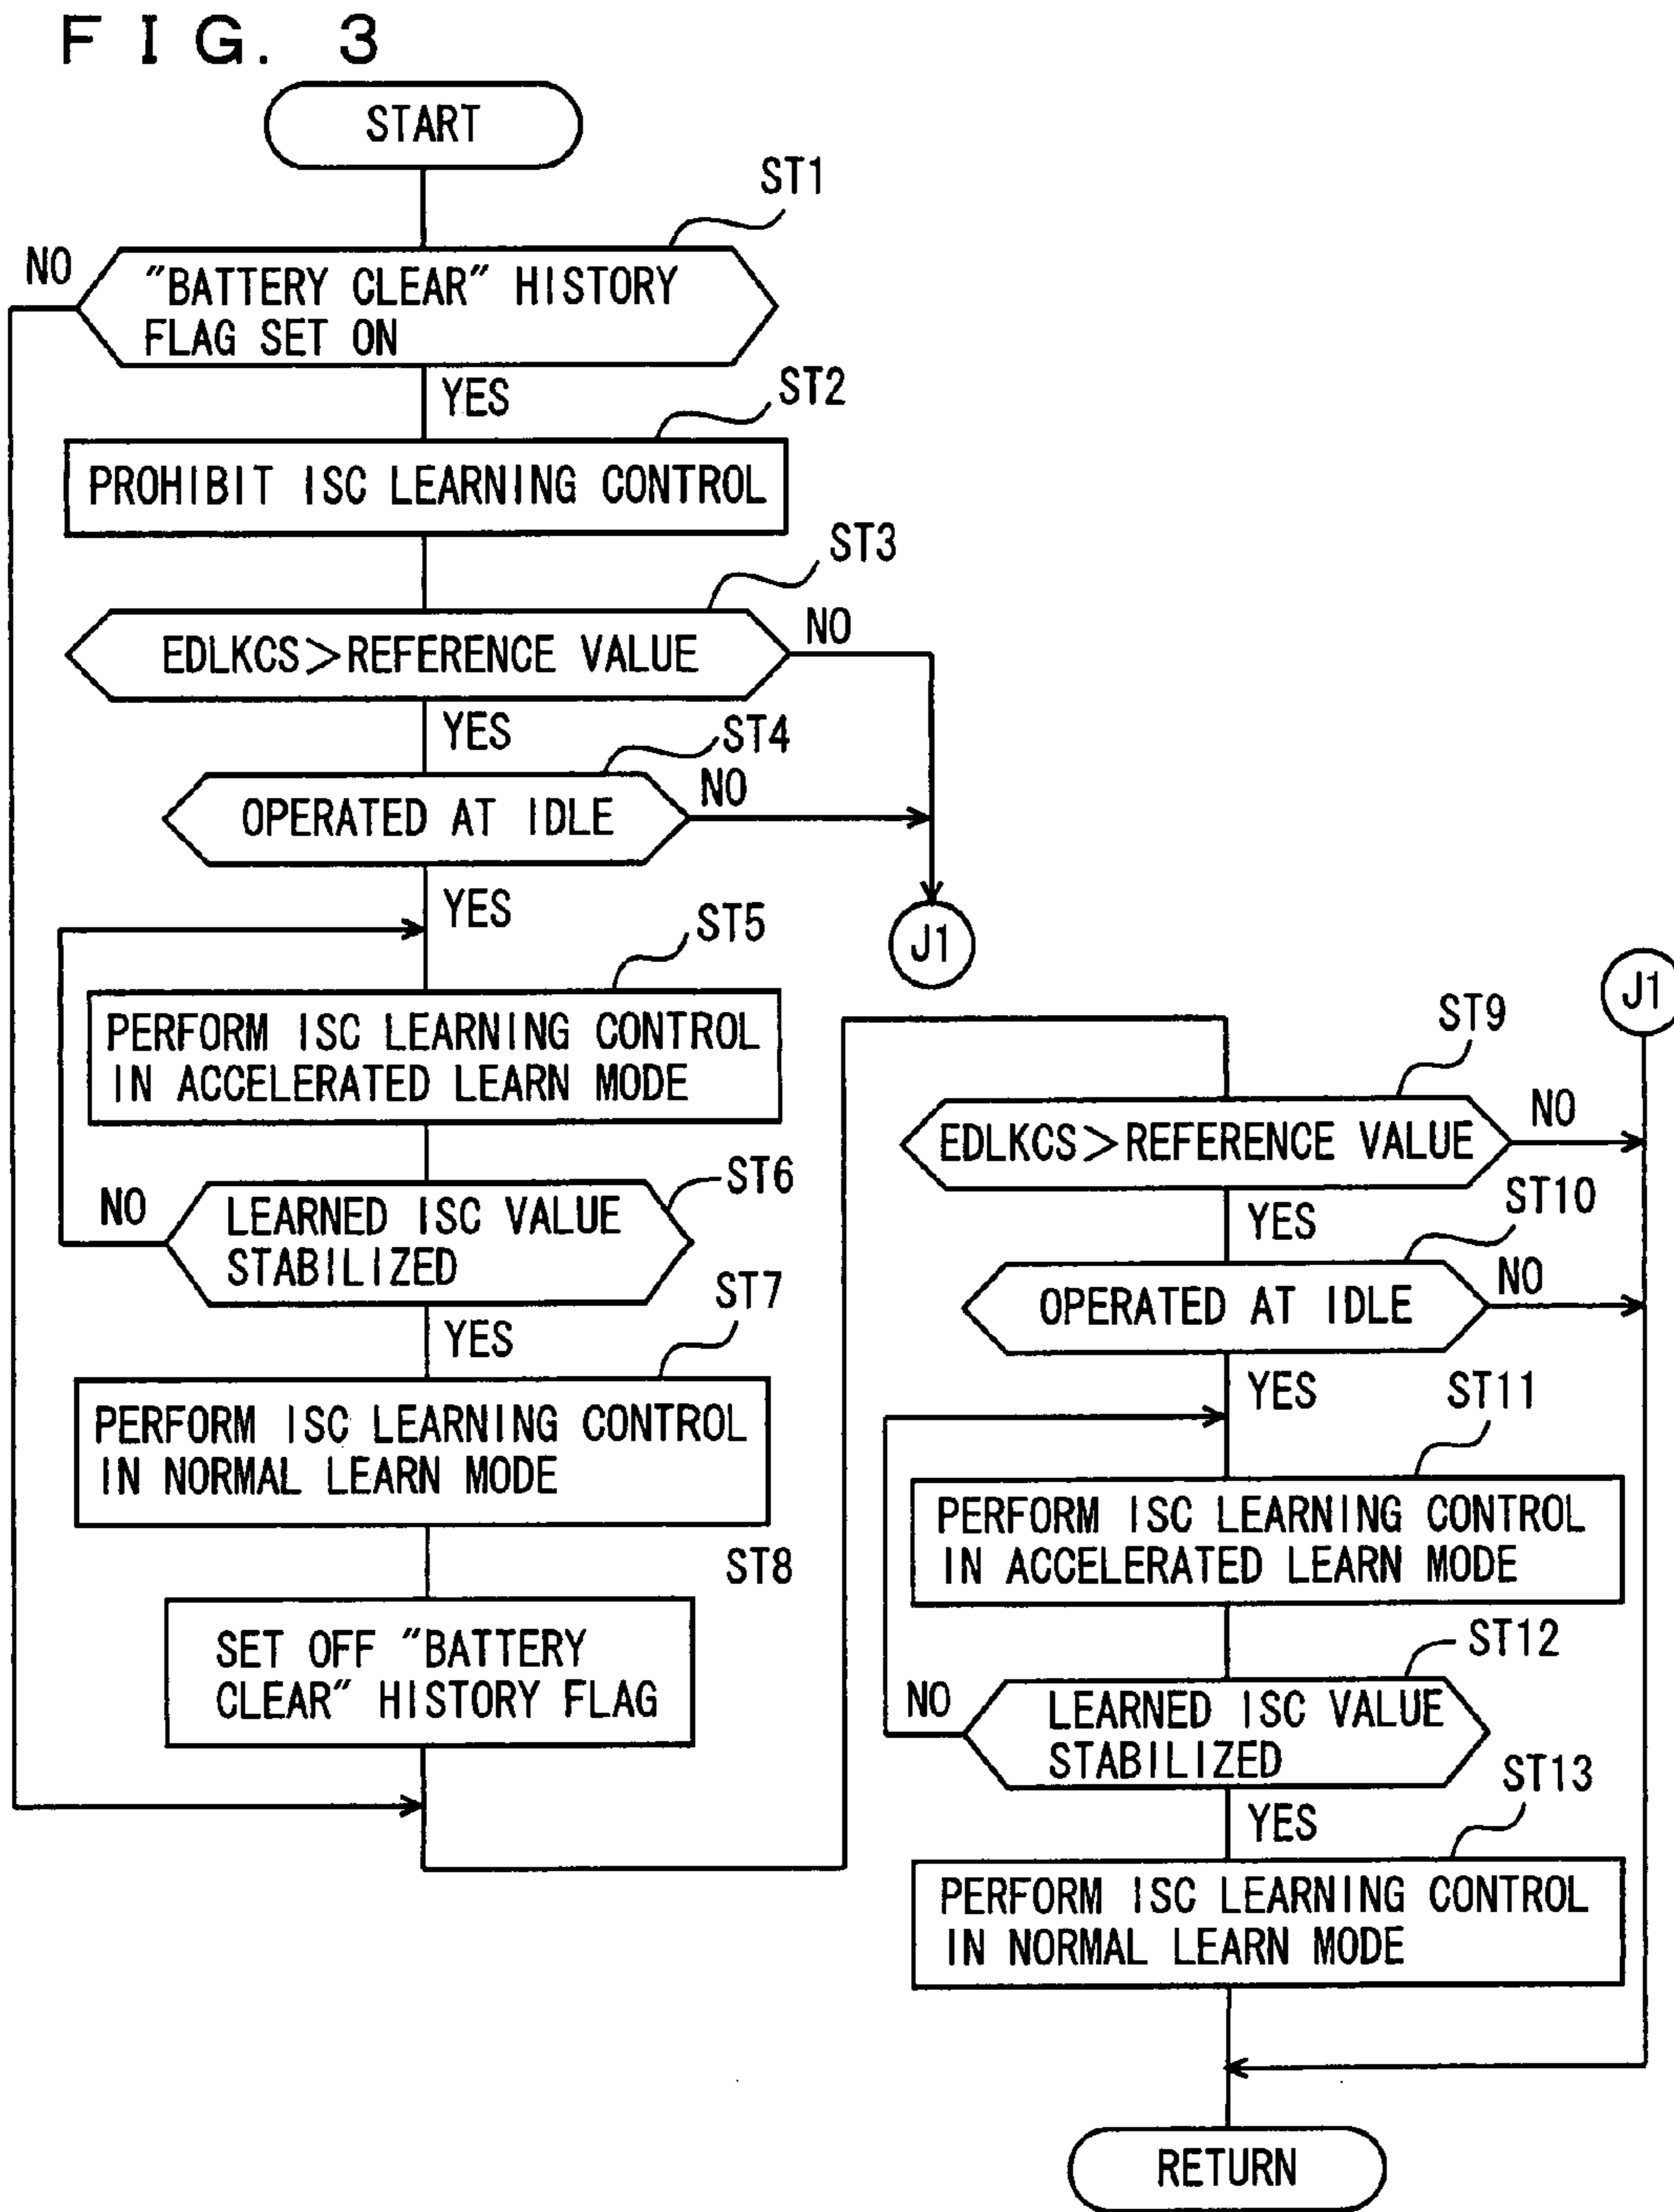 FIG. 3
START
ST1
NO
"BATTERY CLEAR" HISTORY
FLAG SET ON
YES
ST2
PROHIBIT ISC LEARNING CONTROL
ST3
EDLKCS>REFERENCE VALUE
NO
YES
ST4
OPERATED AT IDLE
NO
YES
J1
ST5
PERFORM ISC LEARNING CONTROL
IN ACCELERATED LEARN MODE
ST6
NO
LEARNED ISC VALUE
STABILIZED
YES
ST7
PERFORM ISC LEARNING CONTROL
IN NORMAL LEARN MODE
ST8
SET OFF "BATTERY
CLEAR" HISTORY FLAG
J1
ST9
EDLKCS>REFERENCE VALUE
NO
YES
ST10
OPERATED AT IDLE
NO
YES
ST11
PERFORM ISC LEARNING CONTROL
IN ACCELERATED LEARN MODE
ST12
NO
LEARNED ISC VALUE
STABILIZED
YES
ST13
PERFORM ISC LEARNING CONTROL
IN NORMAL LEARN MODE
RETURN